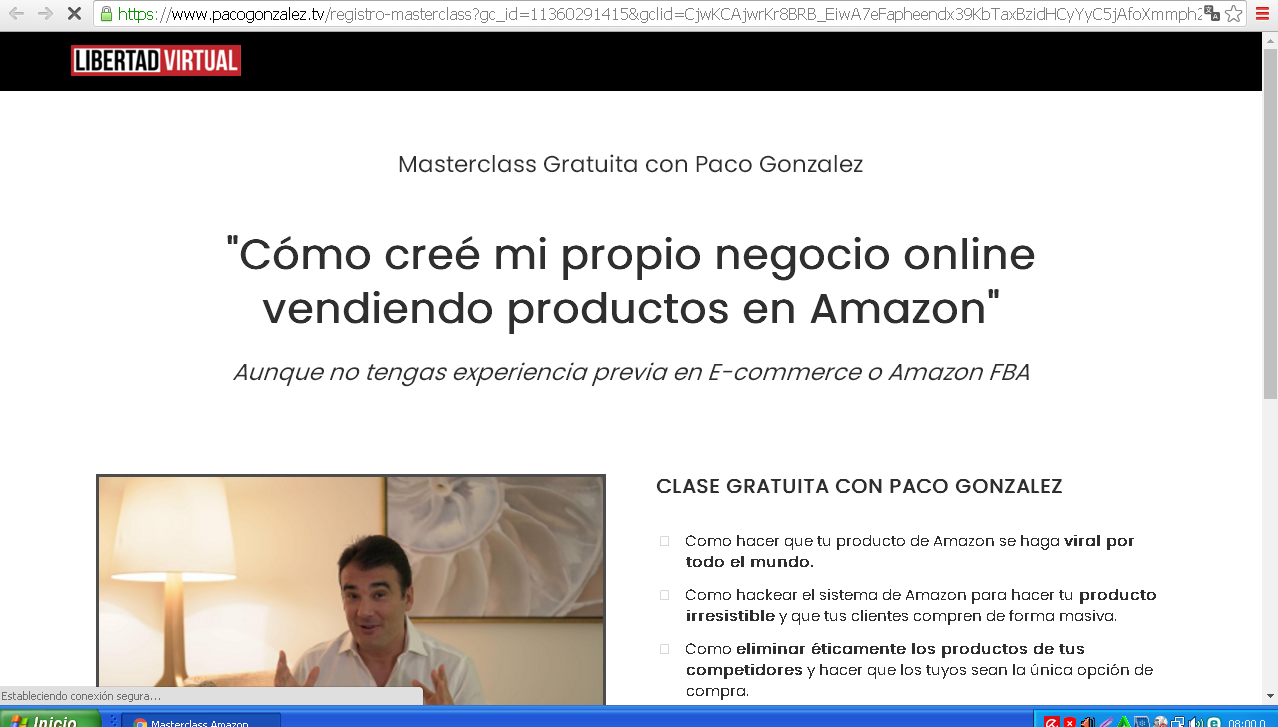 https://www.pacogonzalez.tv/registro-masterclass?gc_id=11360291415&gclid=CjwKCAjwrKr8BRB_EiwA7eFapheendx39KbTaxBzidHCyYyC5jAfoXmmph2
LIBERTAD VIRTUAL
Masterclass Gratuita con Paco Gonzalez
"Cómo creé mi propio negocio online
vendiendo productos en Amazon"
Aunque no tengas experiencia previa en E-commerce o Amazon FBA
CLASE GRATUITA CON PACO GONZALEZ
Como hacer que tu producto de Amazon se haga viral por
todo el mundo.
Como hackear el sistema de Amazon para hacer tu producto
irresistible y que tus clientes compren de forma masiva.
Como eliminar éticamente los productos de tus
competidores y hacer que los tuyos sean la única opción de
compra.
Estableciendo conexión segura...
Inicio
Masterclass Amazon